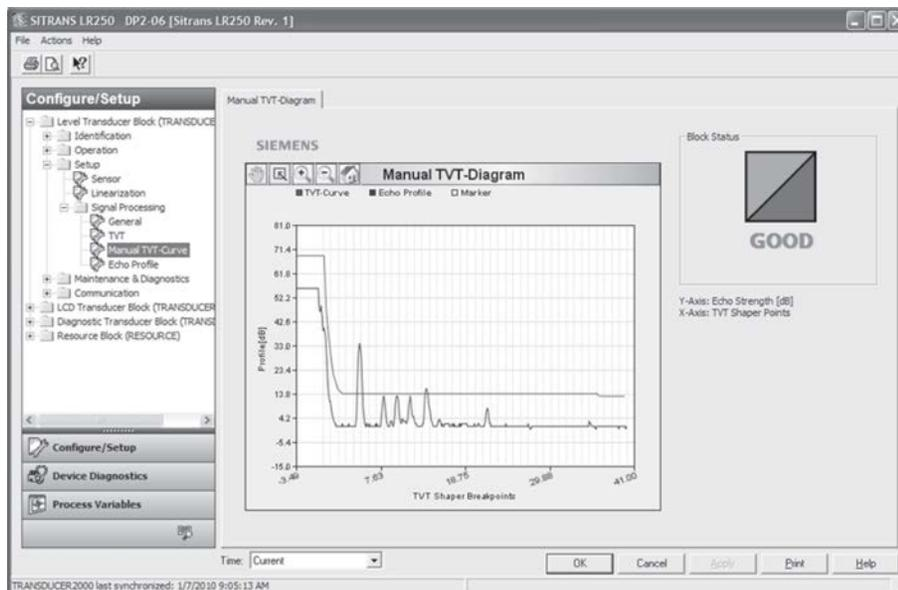 SITRANS LR250 DP2-06 [Sitrans LR250 Rev. 1]
File Actions Help
Configure/Setup
Level Transducer Block (TRANSDUCE
Identification
Operation
Setup
Sensor
Linearization
Signal Processing
General
TVT
Manual TVT-Curve
Echo Profile
Maintenance & Diagnostics
Communication
LCD Transducer Block (TRANSDUCER
Diagnostic Transducer Block (TRANSD
Resource Block (RESOURCE)
Configure/Setup
Device Diagnostics
Process Variables
Manual TVT-Diagram
SIEMENS
Manual TVT-Diagram
TVT-Curve Echo Profile Marker
Profile[dB]
81.0
71.4
61.8
52.2
42.6
33.0
23.4
13.8
4.2
-5.4
-15.0
-3.49 7.63 18.75 29.88 41.00
TVT Shaper Breakpoints
Block Status
GOOD
Y-Axis: Echo Strength [dB]
X-Axis: TVT Shaper Points
Time: Current
OK Cancel Apply Print Help
TRANSDUCER2000 last synchronized: 1/7/2010 9:05:13 AM